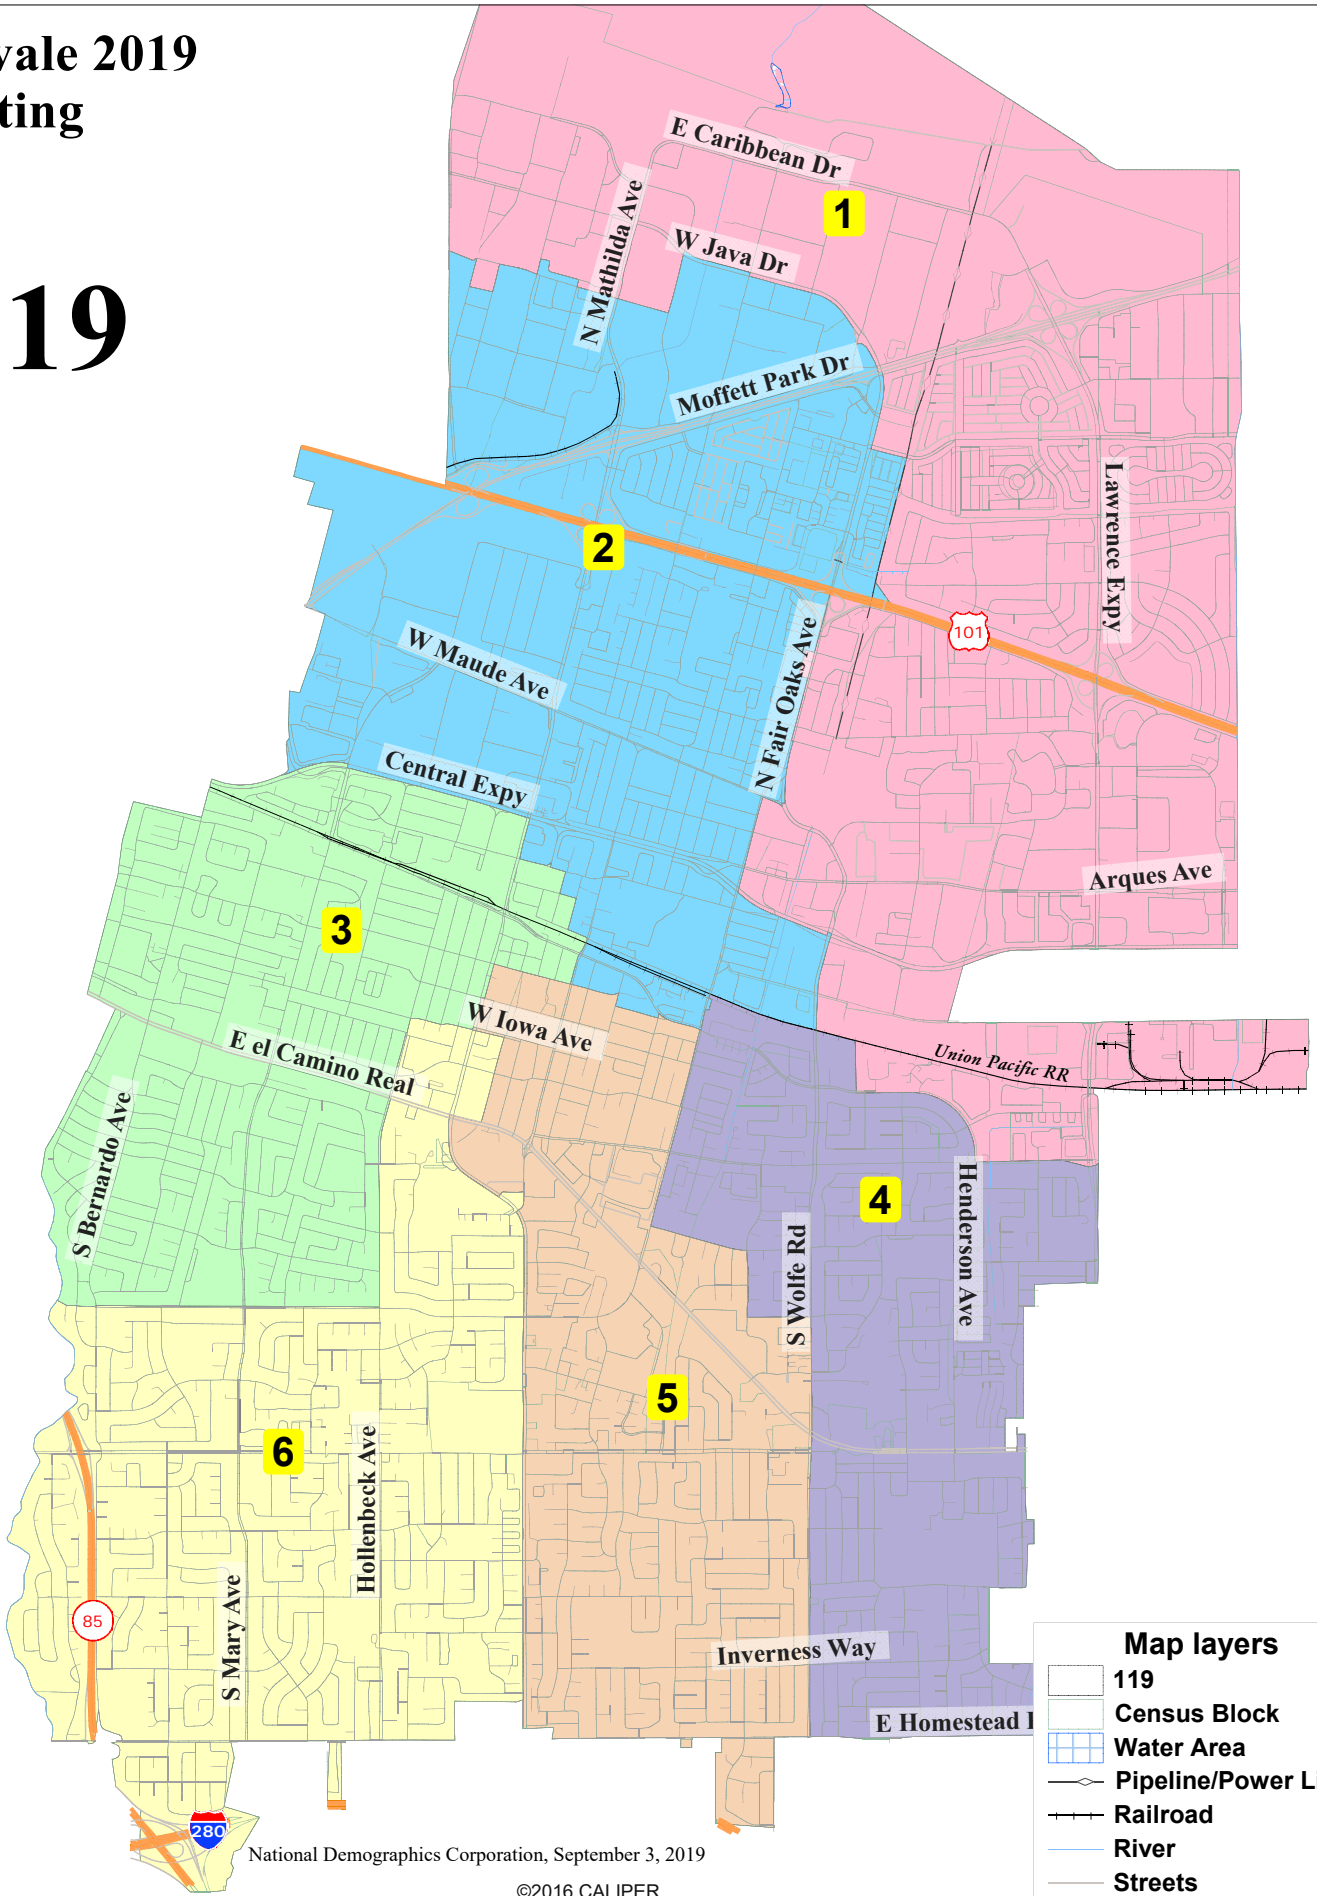 vale 2019
ting
19
E Caribbean Dr
1
N Mathilda Ave
W Java Dr
Moffett Park Dr
Lawrence Expy
2
101
W Maude Ave
N Fair Oaks Ave
Central Expy
Arques Ave
3
W Iowa Ave
E el Camino Real
Union Pacific RR
S Bernardo Ave
4
Henderson Ave
S Wolfe Rd
5
6
Hollenbeck Ave
85
S Mary Ave
Inverness Way
E Homestead
280
Map layers
119
Census Block
Water Area
Pipeline/Power Li
Railroad
River
Streets
National Demographics Corporation, September 3, 2019
©2016 CALIPER